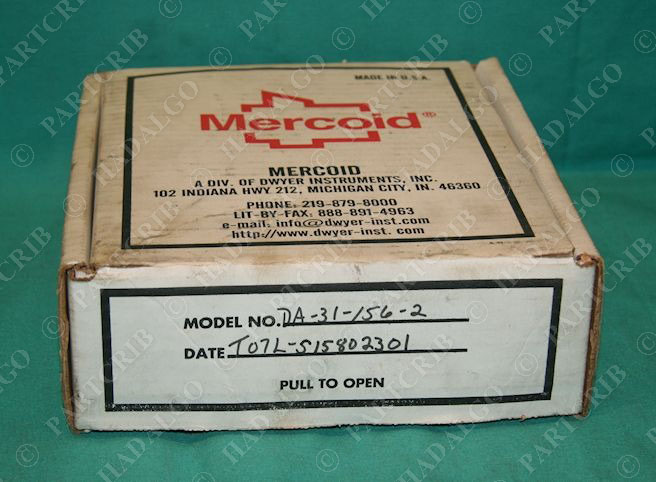 MADE IN U.S.A.
Mercoid®
MERCOID
A DIV. OF DWYER INSTRUMENTS, INC.
102 INDIANA HWY 212, MICHIGAN CITY, IN. 46360
PHONE: 219-879-8000
LIT-BY-FAX: 888-891-4963
e-mail: info@dwyer-inst.com
http://www.dwyer-inst.com
MODEL NO. DA-31-156-2
DATE T07L-S15802301
PULL TO OPEN
© PARTCRIB
© HADALGO